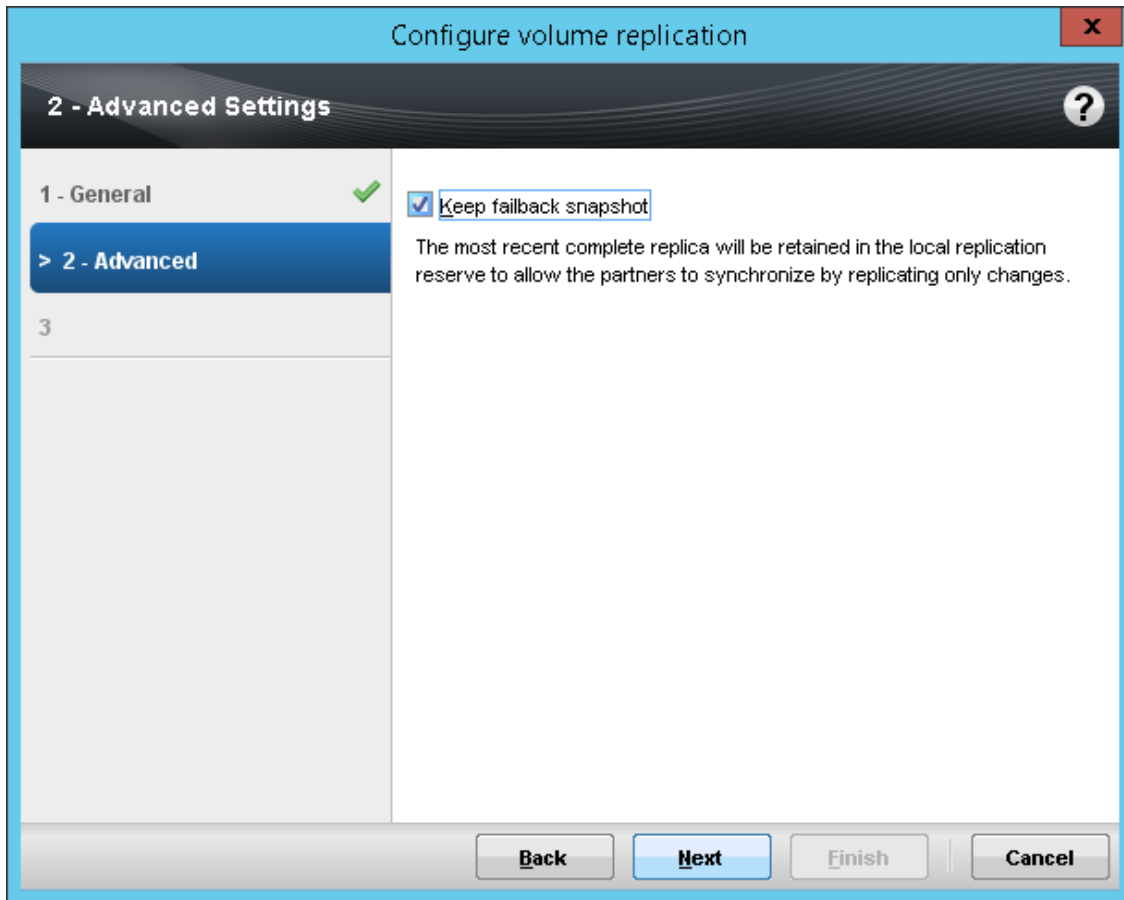 Configure volume replication
x
2 - Advanced Settings
?
1 - General
> 2 - Advanced
3
Keep failback snapshot
The most recent complete replica will be retained in the local replication
reserve to allow the partners to synchronize by replicating only changes.
Back Next Finish Cancel